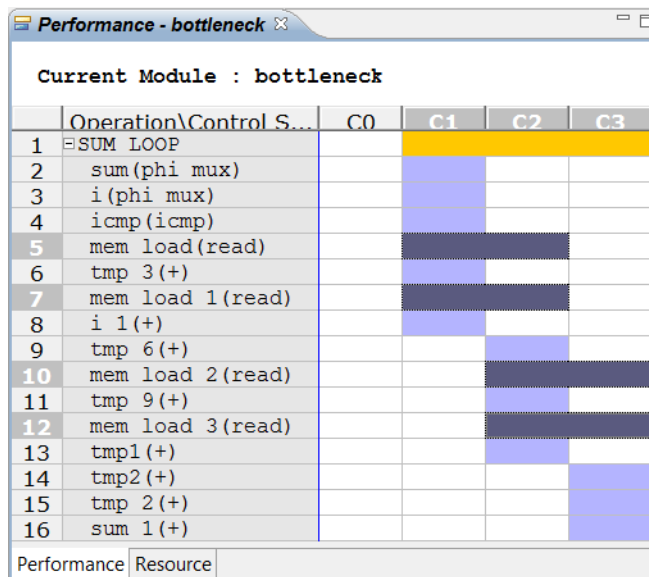 Performance - bottleneck
Current Module : bottleneck
Operation\Control S... C0 C1 C2 C3
1 SUM LOOP
2 sum(phi mux)
3 i(phi mux)
4 icmp(icmp)
5 mem load(read)
6 tmp 3(+)
7 mem load 1(read)
8 i 1(+)
9 tmp 6(+)
10 mem load 2(read)
11 tmp 9(+)
12 mem load 3(read)
13 tmp1(+)
14 tmp2(+)
15 tmp 2(+)
16 sum 1(+)
Performance Resource